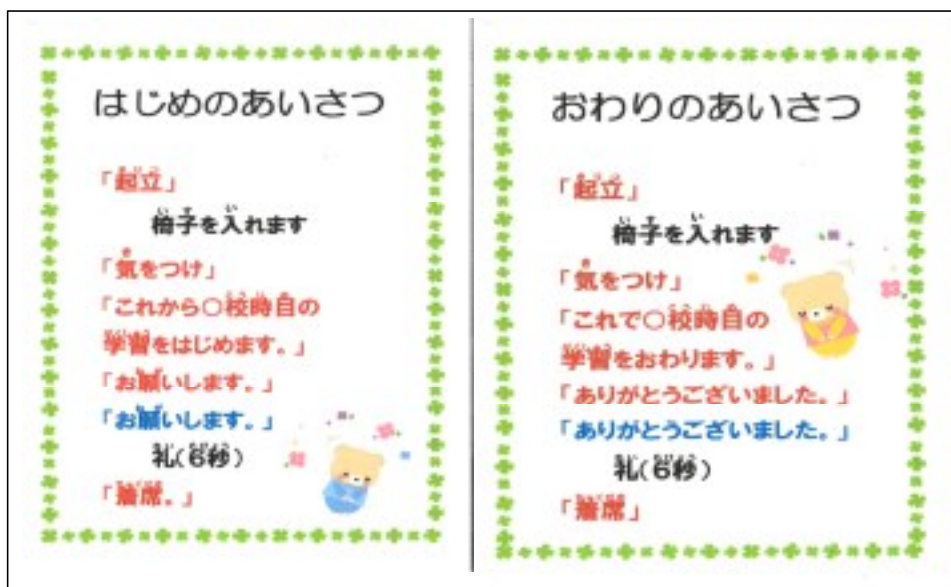 はじめのあいさつ
「起立」
椅子を入れます
「気をつけ」
「これから〇校時目の
学習をはじめます。」
「お願いします。」
「お願いします。」
礼(6秒)
「着席。」
おわりのあいさつ
「起立」
椅子を入れます
「気をつけ」
「これで〇校時目の
学習をおわります。」
「ありがとうございました。」
「ありがとうございました。」
礼(6秒)
「着席」